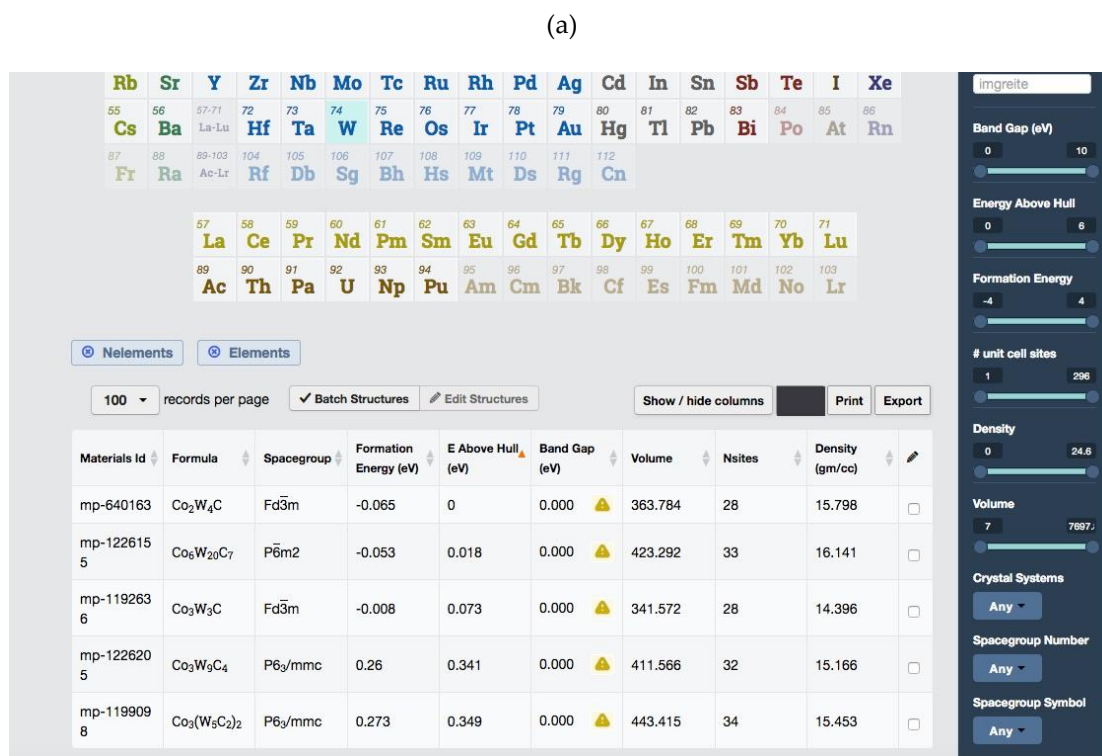 (a)
Rb Sr Y Zr Nb Mo Tc Ru Rh Pd Ag Cd In Sn Sb Te I Xe
imgreite
55 56 57-71 72 73 74 75 76 77 78 79 80 81 82 83 84 85 86
Cs Ba La-Lu Hf Ta W Re Os Ir Pt Au Hg Tl Pb Bi Po At Rn
87 88 89-103 104 105 106 107 108 109 110 111 112
Fr Ra Ac-Lr Rf Db Sg Bh Hs Mt Ds Rg Cn
57 58 59 60 61 62 63 64 65 66 67 68 69 70 71
La Ce Pr Nd Pm Sm Eu Gd Tb Dy Ho Er Tm Yb Lu
89 90 91 92 93 94 95 96 97 98 99 100 101 102 103
Ac Th Pa U Np Pu Am Cm Bk Cf Es Fm Md No Lr
Band Gap (eV)
0 10
Energy Above Hull
0 6
Formation Energy
-4 4
# unit cell sites
1 296
Density
0 24.6
Volume
7 7697.
Crystal Systems
Any
Spacegroup Number
Any
Spacegroup Symbol
Any
Nelements Elements
100 records per page Batch Structures Edit Structures Show / hide columns Print Export
Materials Id Formula Spacegroup Formation Energy (eV) E Above Hull (eV) Band Gap (eV) Volume Nsites Density (gm/cc)
mp-640163 Co₂W₄C Fd3̅m -0.065 0 0.000 363.784 28 15.798
mp-1226155 Co₆W₂₀C₇ P6̅m2 -0.053 0.018 0.000 423.292 33 16.141
mp-1192636 Co₃W₃C Fd3̅m -0.008 0.073 0.000 341.572 28 14.396
mp-1226205 Co₃W₉C₄ P6₃/mmc 0.26 0.341 0.000 411.566 32 15.166
mp-1199098 Co₃(W₅C₂)₂ P6₃/mmc 0.273 0.349 0.000 443.415 34 15.453